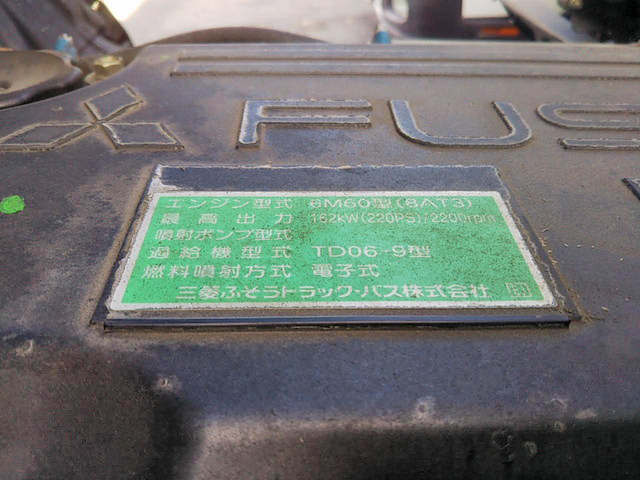 FUS
エンジン型式 6M60型(8AT3)
最高出力 162kW(220PS)/2200rpm
噴射ポンプ型式
過給機型式 TD06-9型
燃料噴射方式 電子式
三菱ふそうトラック・バス株式会社